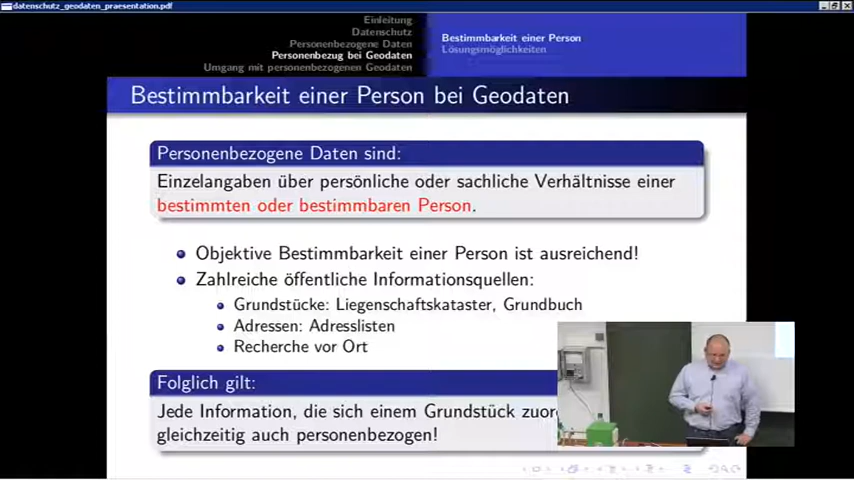 datenschutz_geodaten_praesentation.pdf
Einleitung
Datenschutz
Personenbezogene Daten
Personenbezug bei Geodaten
Umgang mit personenbezogenen Geodaten
Bestimmbarkeit einer Person
Lösungsmöglichkeiten
Bestimmbarkeit einer Person bei Geodaten
Personenbezogene Daten sind:
Einzelangaben über persönliche oder sachliche Verhältnisse einer
bestimmten oder bestimmbaren Person.
Objektive Bestimmbarkeit einer Person ist ausreichend!
Zahlreiche öffentliche Informationsquellen:
Grundstücke: Liegenschaftskataster, Grundbuch
Adressen: Adresslisten
Recherche vor Ort
Folglich gilt:
Jede Information, die sich einem Grundstück
gleichzeitig auch personenbezogen!